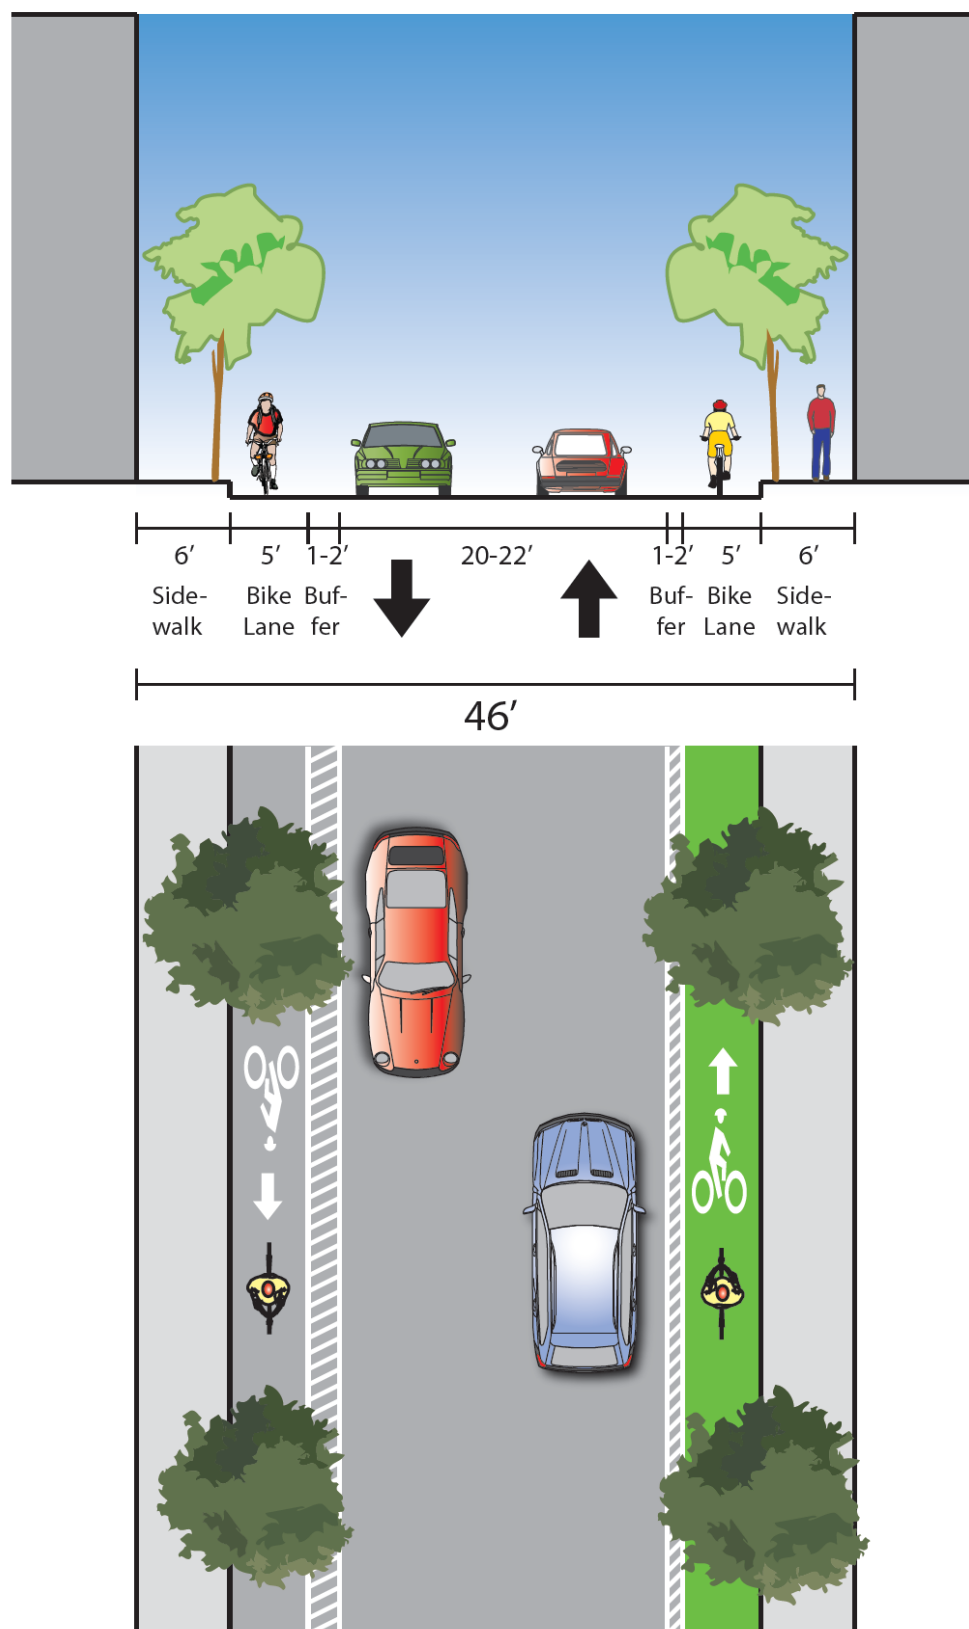 6′ 5′ 1-2′ 20-22′ 1-2′ 5′ 6′
Side- Bike Buf- Buf- Bike Side-
walk Lane fer fer Lane walk
46′